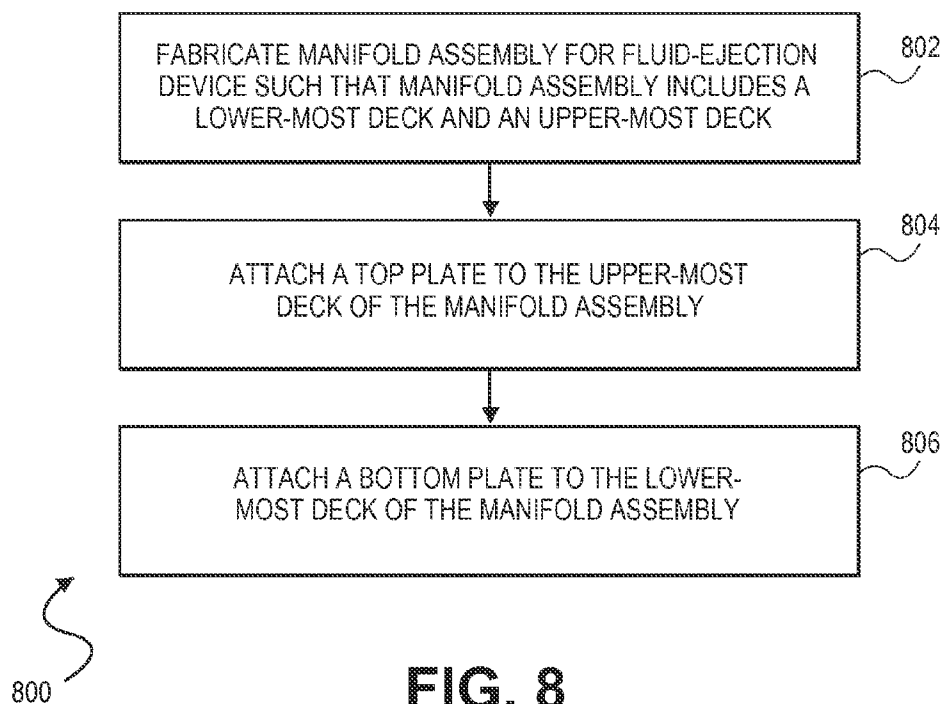 FABRICATE MANIFOLD ASSEMBLY FOR FLUID-EJECTION
DEVICE SUCH THAT MANIFOLD ASSEMBLY INCLUDES A
LOWER-MOST DECK AND AN UPPER-MOST DECK
802
ATTACH A TOP PLATE TO THE UPPER-MOST
DECK OF THE MANIFOLD ASSEMBLY
804
ATTACH A BOTTOM PLATE TO THE LOWER-
MOST DECK OF THE MANIFOLD ASSEMBLY
806
800
FIG. 8